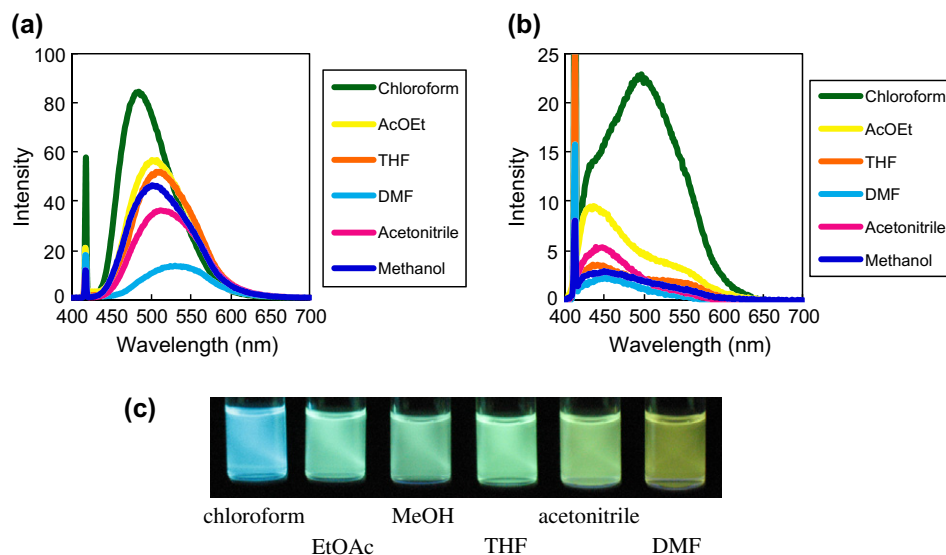 (a)
100
80
60
40
20
0
400 450 500 550 600 650 700
Intensity
Wavelength (nm)
Chloroform
AcOEt
THF
DMF
Acetonitrile
Methanol
(b)
25
20
15
10
5
0
400 450 500 550 600 650 700
Intensity
Wavelength (nm)
Chloroform
AcOEt
THF
DMF
Acetonitrile
Methanol
(c)
chloroform MeOH acetonitrile
EtOAc THF DMF